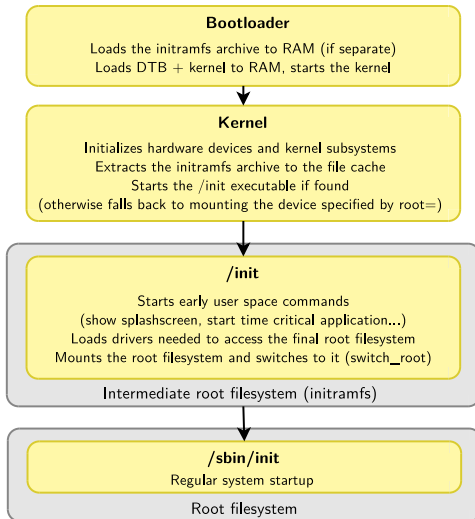 Bootloader
Loads the initramfs archive to RAM (if separate)
Loads DTB + kernel to RAM, starts the kernel
Kernel
Initializes hardware devices and kernel subsystems
Extracts the initramfs archive to the file cache
Starts the /init executable if found
(otherwise falls back to mounting the device specified by root=)
/init
Starts early user space commands
(show splashscreen, start time critical application...)
Loads drivers needed to access the final root filesystem
Mounts the root filesystem and switches to it (switch_root)
Intermediate root filesystem (initramfs)
/sbin/init
Regular system startup
Root filesystem